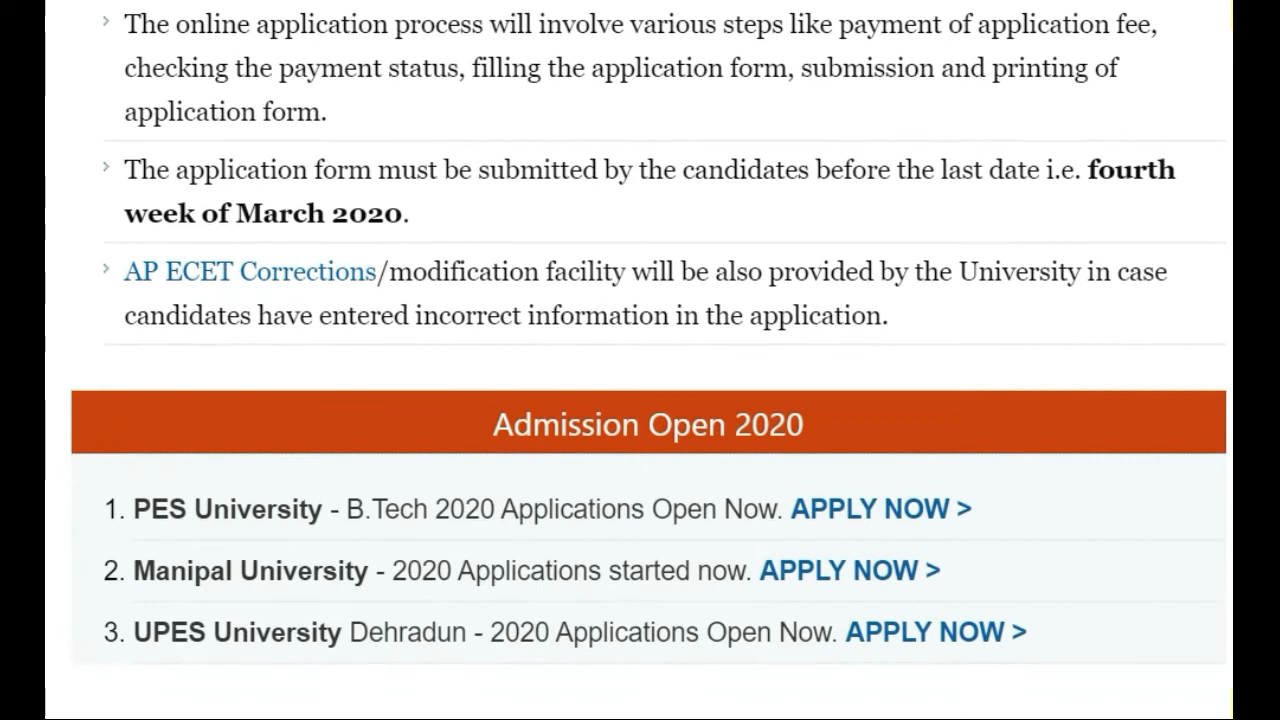 The online application process will involve various steps like payment of application fee,
checking the payment status, filling the application form, submission and printing of
application form.
The application form must be submitted by the candidates before the last date i.e. fourth
week of March 2020.
AP ECET Corrections/modification facility will be also provided by the University in case
candidates have entered incorrect information in the application.
Admission Open 2020
1. PES University - B.Tech 2020 Applications Open Now. APPLY NOW >
2. Manipal University - 2020 Applications started now. APPLY NOW >
3. UPES University Dehradun - 2020 Applications Open Now. APPLY NOW >